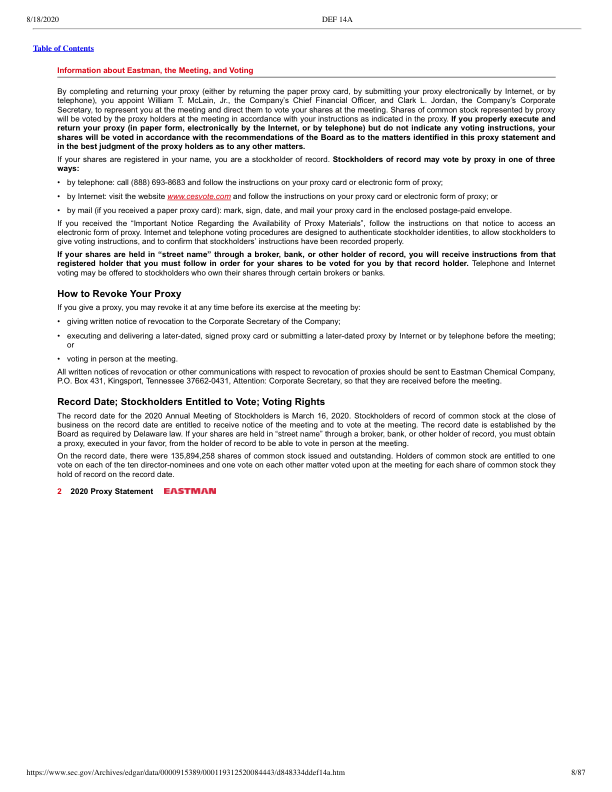 8/18/2020 DEF 14A
Table of Contents
Information about Eastman, the Meeting, and Voting
By completing and returning your proxy (either by returning the paper proxy card, by submitting your proxy electronically by Internet, or by
telephone), you appoint William T. McLain, Jr., the Company’s Chief Financial Officer, and Clark L. Jordan, the Company’s Corporate
Secretary, to represent you at the meeting and direct them to vote your shares at the meeting. Shares of common stock represented by proxy
will be voted by the proxy holders at the meeting in accordance with your instructions as indicated in the proxy. If you properly execute and
return your proxy (in paper form, electronically by the Internet, or by telephone) but do not indicate any voting instructions, your
shares will be voted in accordance with the recommendations of the Board as to the matters identified in this proxy statement and
in the best judgment of the proxy holders as to any other matters.
If your shares are registered in your name, you are a stockholder of record. Stockholders of record may vote by proxy in one of three
ways:
• by telephone: call (888) 693-8683 and follow the instructions on your proxy card or electronic form of proxy;
• by Internet: visit the website www.cesvote.com and follow the instructions on your proxy card or electronic form of proxy; or
• by mail (if you received a paper proxy card): mark, sign, date, and mail your proxy card in the enclosed postage-paid envelope.
If you received the “Important Notice Regarding the Availability of Proxy Materials”, follow the instructions on that notice to access an
electronic form of proxy. Internet and telephone voting procedures are designed to authenticate stockholder identities, to allow stockholders to
give voting instructions, and to confirm that stockholders’ instructions have been recorded properly.
If your shares are held in “street name” through a broker, bank, or other holder of record, you will receive instructions from that
registered holder that you must follow in order for your shares to be voted for you by that record holder. Telephone and Internet
voting may be offered to stockholders who own their shares through certain brokers or banks.
How to Revoke Your Proxy
If you give a proxy, you may revoke it at any time before its exercise at the meeting by:
• giving written notice of revocation to the Corporate Secretary of the Company;
• executing and delivering a later-dated, signed proxy card or submitting a later-dated proxy by Internet or by telephone before the meeting;
or
• voting in person at the meeting.
All written notices of revocation or other communications with respect to revocation of proxies should be sent to Eastman Chemical Company,
P.O. Box 431, Kingsport, Tennessee 37662-0431, Attention: Corporate Secretary, so that they are received before the meeting.
Record Date; Stockholders Entitled to Vote; Voting Rights
The record date for the 2020 Annual Meeting of Stockholders is March 16, 2020. Stockholders of record of common stock at the close of
business on the record date are entitled to receive notice of the meeting and to vote at the meeting. The record date is established by the
Board as required by Delaware law. If your shares are held in “street name” through a broker, bank, or other holder of record, you must obtain
a proxy, executed in your favor, from the holder of record to be able to vote in person at the meeting.
On the record date, there were 135,894,258 shares of common stock issued and outstanding. Holders of common stock are entitled to one
vote on each of the ten director-nominees and one vote on each other matter voted upon at the meeting for each share of common stock they
hold of record on the record date.
2 2020 Proxy Statement EASTMAN
https://www.sec.gov/Archives/edgar/data/0000915389/000119312520084443/d848334ddef14a.htm 8/87